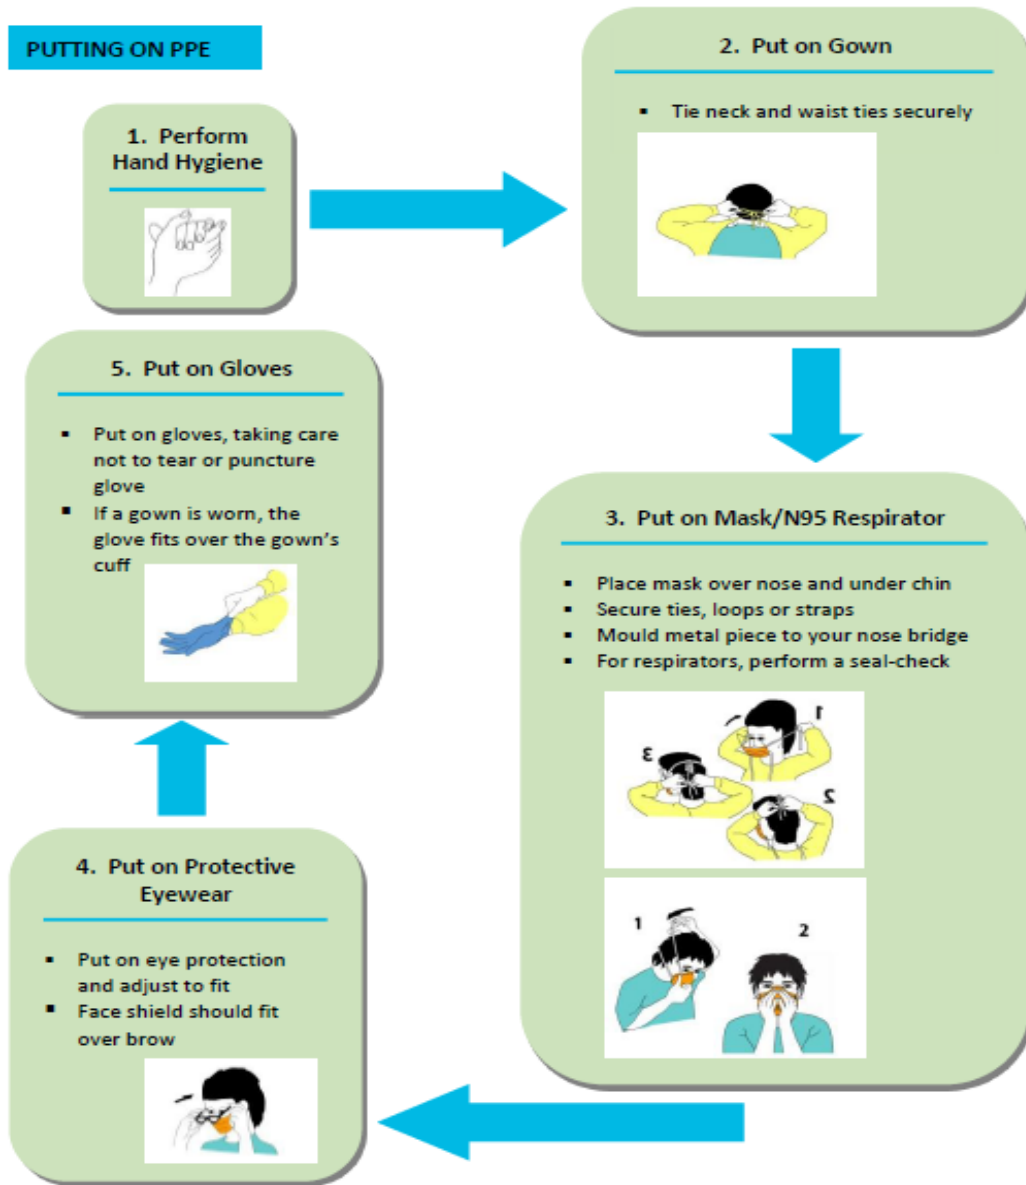 PUTTING ON PPE
1. Perform
Hand Hygiene
2. Put on Gown
▪ Tie neck and waist ties securely
3. Put on Mask/N95 Respirator
▪ Place mask over nose and under chin
▪ Secure ties, loops or straps
▪ Mould metal piece to your nose bridge
▪ For respirators, perform a seal-check
1
2
3
1
2
4. Put on Protective
Eyewear
▪ Put on eye protection
and adjust to fit
▪ Face shield should fit
over brow
5. Put on Gloves
▪ Put on gloves, taking care
not to tear or puncture
glove
▪ If a gown is worn, the
glove fits over the gown's
cuff